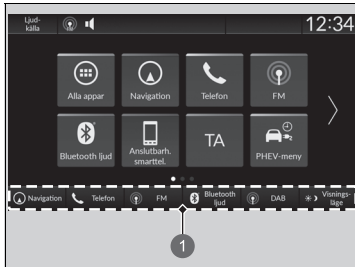 Ljud-
källa
12:34
Alla appar
Navigation
Telefon
FM
Bluetooth ljud
Anslutbarh.
smarttel.
TA
PHEV-meny
Navigation
Telefon
FM
Bluetooth
ljud
DAB
Visnings-
läge
1